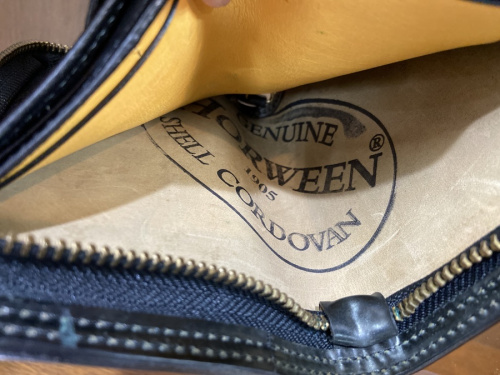 GENUINE
HORWEEN®
1905
SHELL CORDOVAN